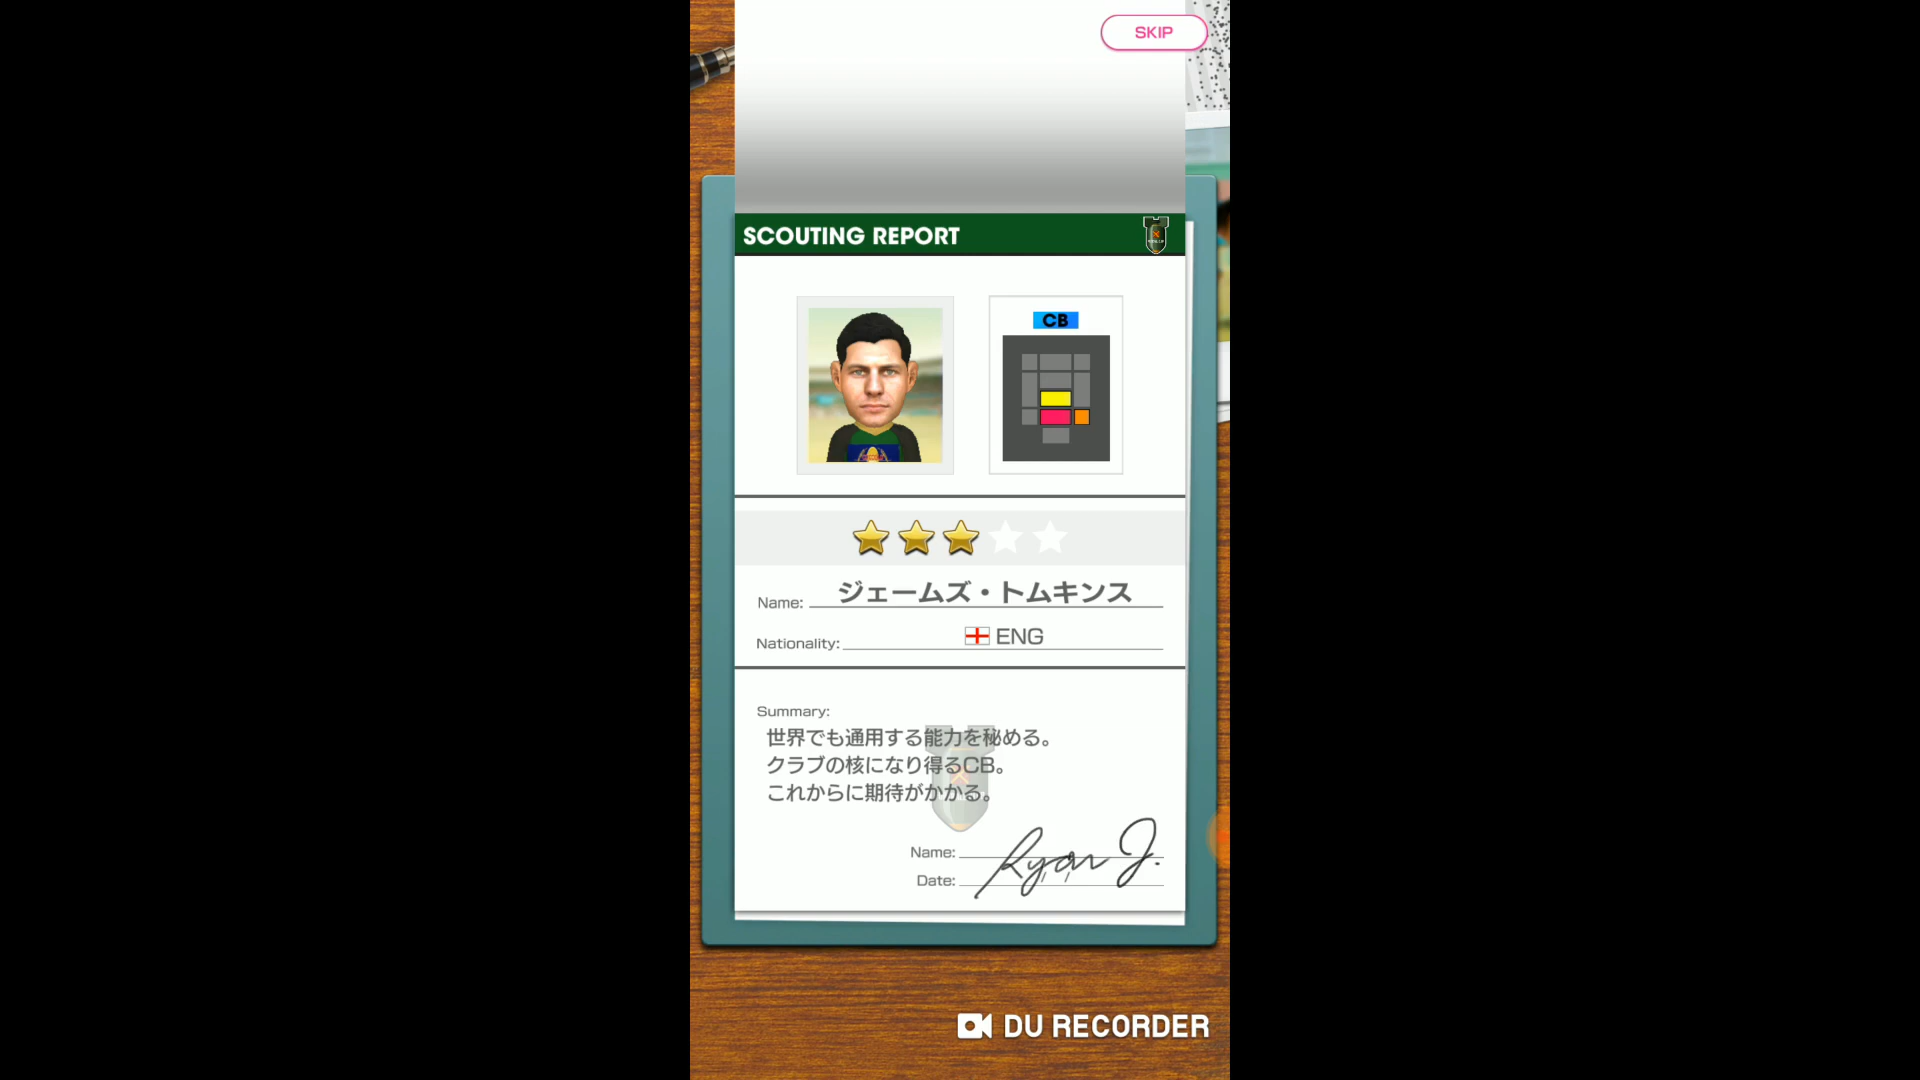 SKIP
SCOUTING REPORT
CB
Name: ジェームズ・トムキンス
Nationality: ENG
Summary:
世界でも通用する能力を秘める。
クラブの核になり得るCB。
これからに期待がかかる。
Name: Ryan J.
Date:
DU RECORDER